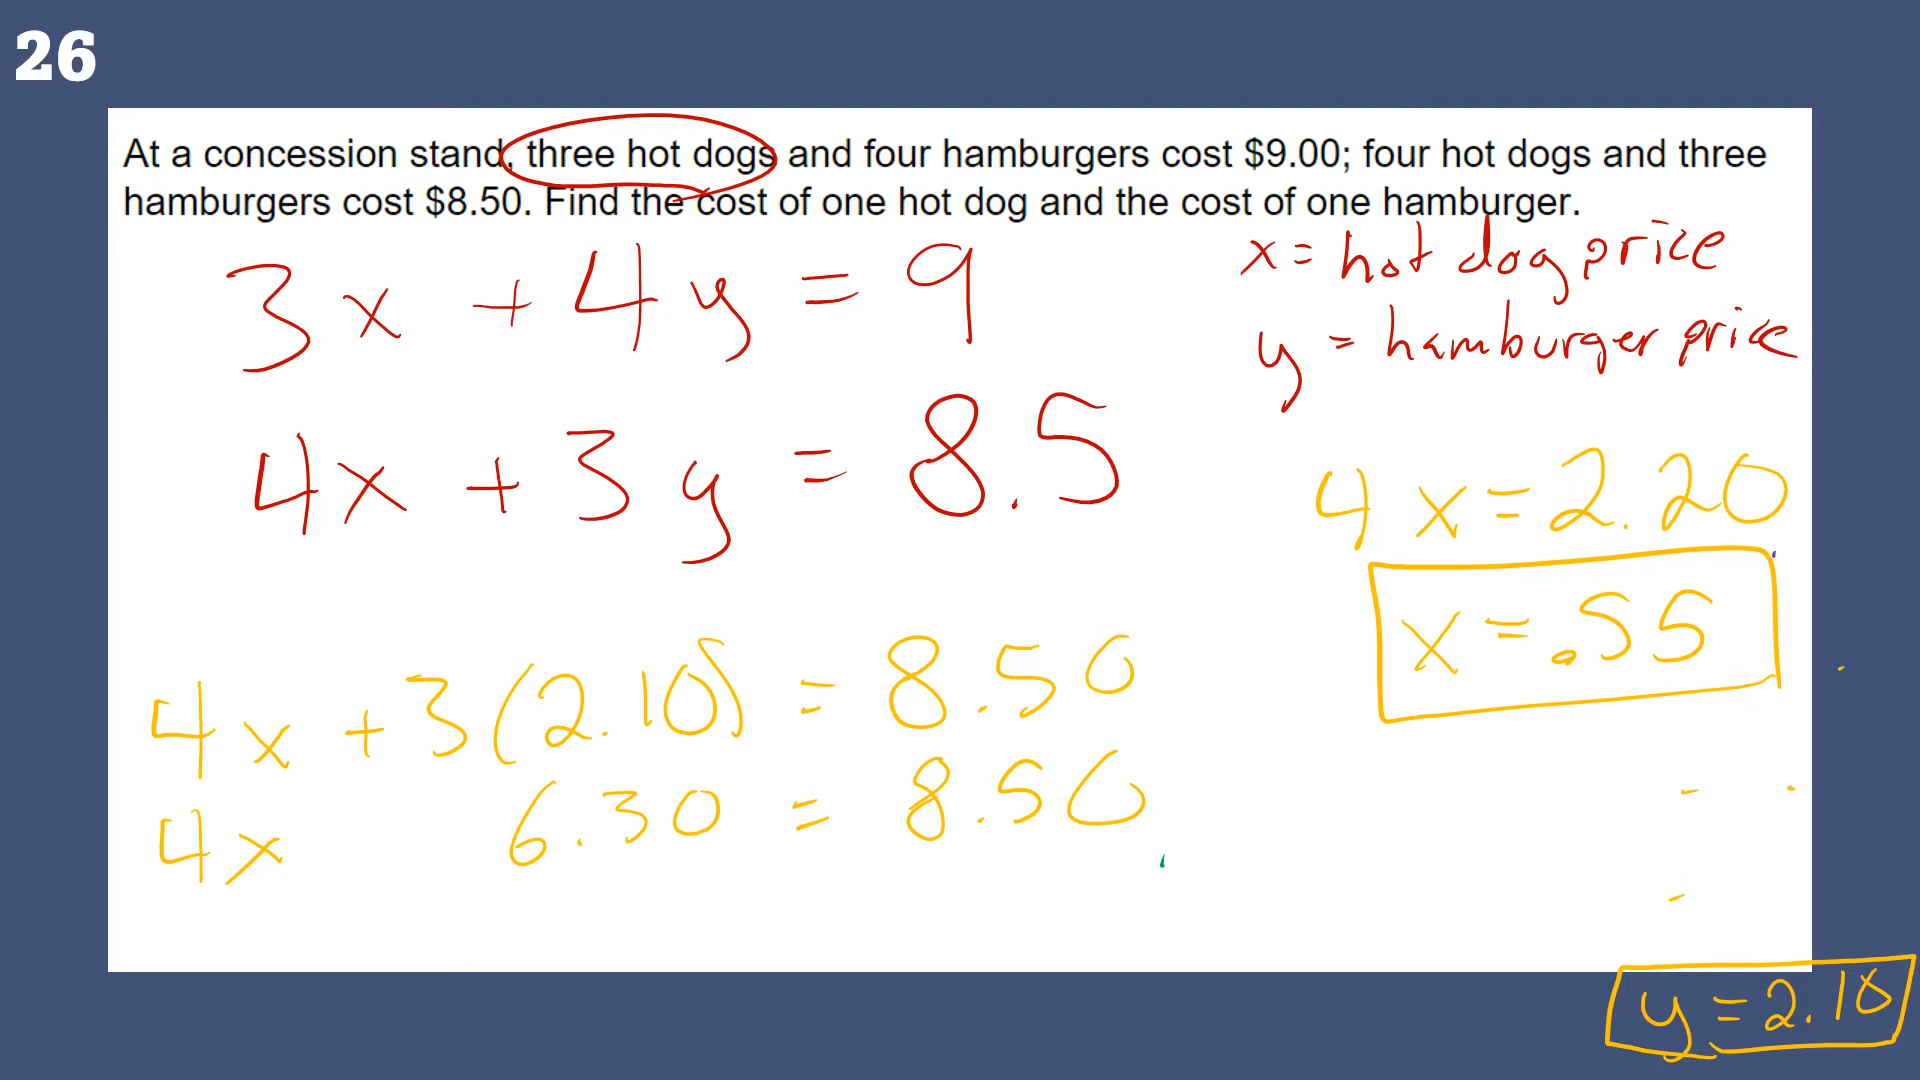 26
At a concession stand, three hot dogs and four hamburgers cost $9.00; four hot dogs and three
hamburgers cost $8.50. Find the cost of one hot dog and the cost of one hamburger.
x = hot dog price
y = hamburger price
3x + 4y = 9
4x + 3y = 8.5
4x = 2.20
x = .55
4x + 3(2.10) = 8.50
4x 6.30 = 8.50
y = 2.10